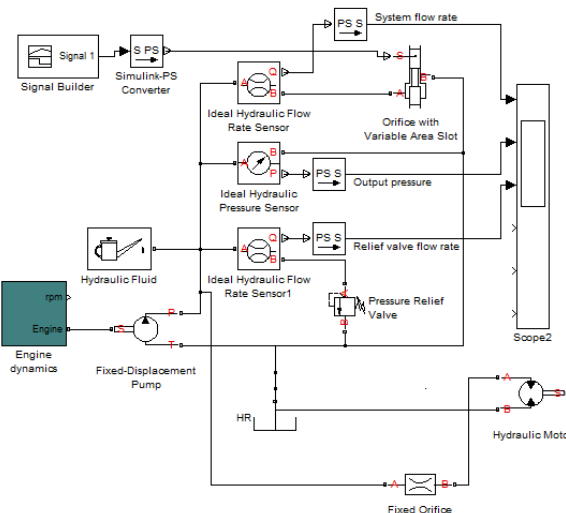 System flow rate
PS S
Signal 1
S PS
Signal Builder
Simulink-PS
Converter
S
Q
A
B
B
A
Ideal Hydraulic Flow
Rate Sensor
Orifice with
Variable Area Slot
B
A
P
PS S
Ideal Hydraulic
Pressure Sensor
Output pressure
Q
A
B
PS S
Relief valve flow rate
Hydraulic Fluid
Ideal Hydraulic Flow
Rate Sensor1
rpm
Engine
Engine
dynamics
P
S
T
Fixed-Displacement
Pump
A
B
Pressure Relief
Valve
Scope2
HR
A
B
S
Hydraulic Moto
A
B
Fixed Orifice